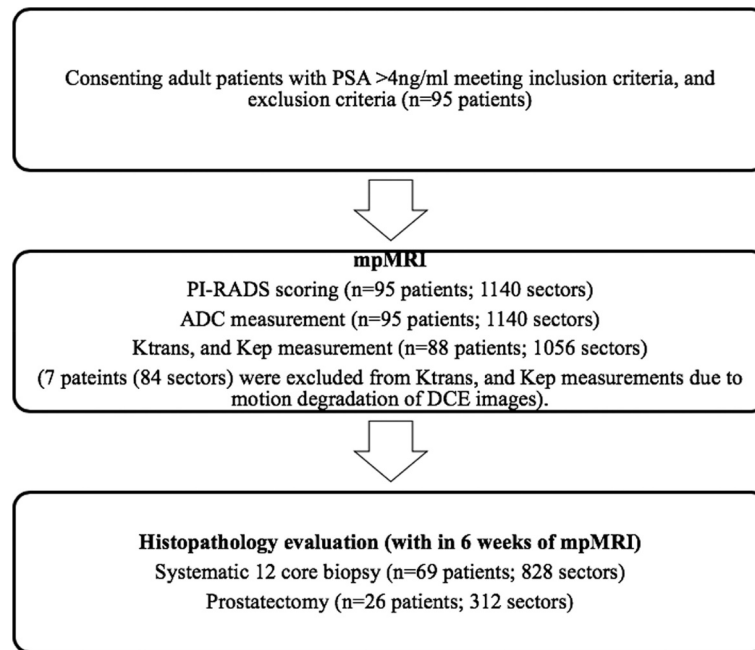 Consenting adult patients with PSA >4ng/ml meeting inclusion criteria, and
exclusion criteria (n=95 patients)
mpMRI
PI-RADS scoring (n=95 patients; 1140 sectors)
ADC measurement (n=95 patients; 1140 sectors)
Ktrans, and Kep measurement (n=88 patients; 1056 sectors)
(7 pateints (84 sectors) were excluded from Ktrans, and Kep measurements due to
motion degradation of DCE images).
Histopathology evaluation (with in 6 weeks of mpMRI)
Systematic 12 core biopsy (n=69 patients; 828 sectors)
Prostatectomy (n=26 patients; 312 sectors)